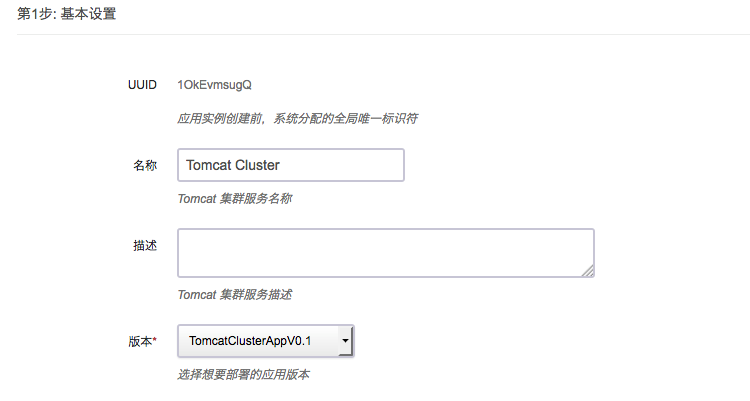 第1步: 基本设置
UUID 1OkEvmsugQ
应用实例创建前，系统分配的全局唯一标识符
名称 Tomcat Cluster
Tomcat 集群服务名称
描述
Tomcat 集群服务描述
版本* TomcatClusterAppV0.1
选择想要部署的应用版本